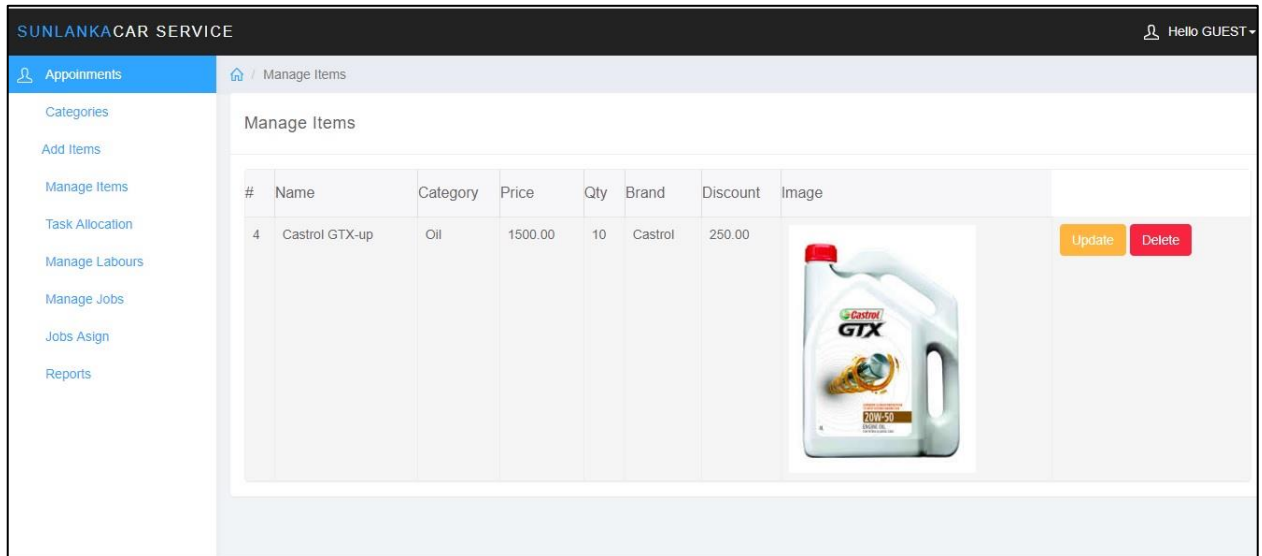 SUNLANKACAR SERVICE
Hello GUEST
Appoinments
/ Manage Items
Categories
Add Items
Manage Items
Task Allocation
Manage Labours
Manage Jobs
Jobs Asign
Reports
Manage Items
# Name Category Price Qty Brand Discount Image
4 Castrol GTX-up Oil 1500.00 10 Castrol 250.00 Update Delete
Castrol
GTX
20W-50
ENGINE OIL